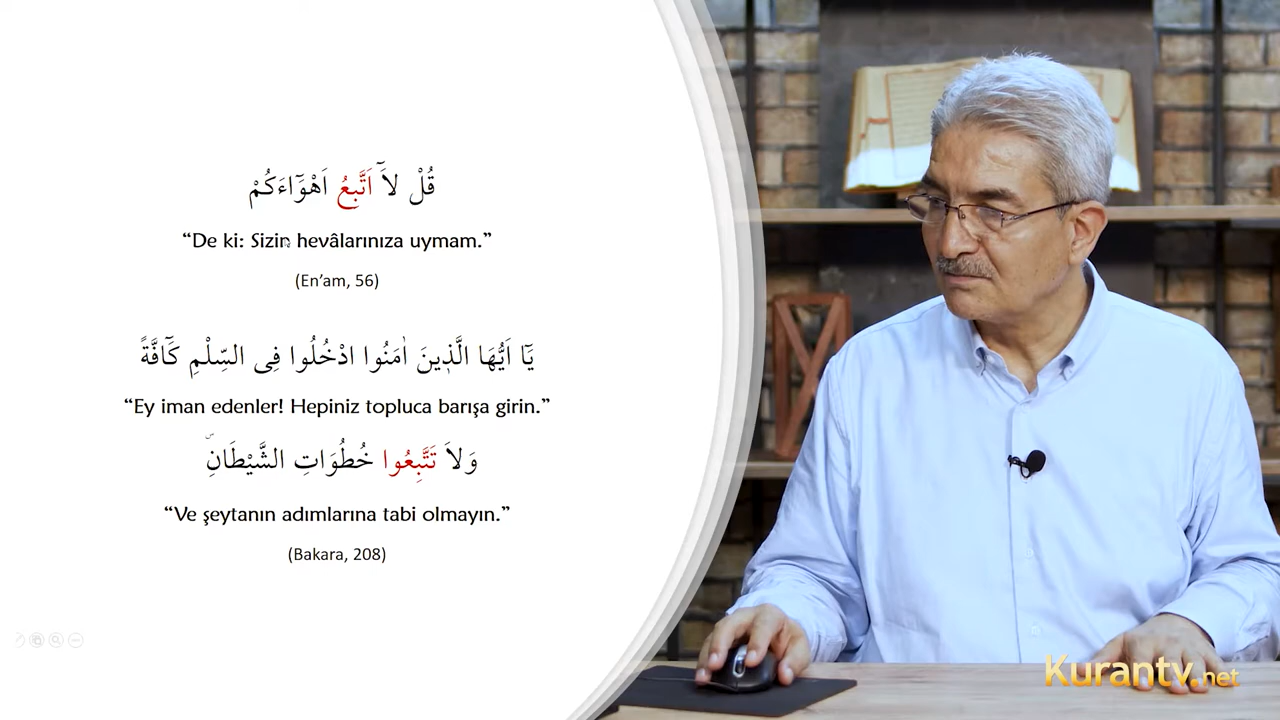 قُلْ لَٓا اَتَّبِعُ اَهْوَٓاءَكُمْ
“De ki: Sizin hevâlarınıza uymam.”
(En’am, 56)
يَٓا اَيُّهَا الَّذ۪ينَ اٰمَنُوا ادْخُلُوا فِى السِّلْمِ كَٓافَّةً
“Ey iman edenler! Hepiniz topluca barışa girin.”
وَلاَ تَتَّبِعُوا خُطُوَاتِ الشَّيْطَانِۜ
“Ve şeytanın adımlarına tabi olmayın.”
(Bakara, 208)
Kurantv.net